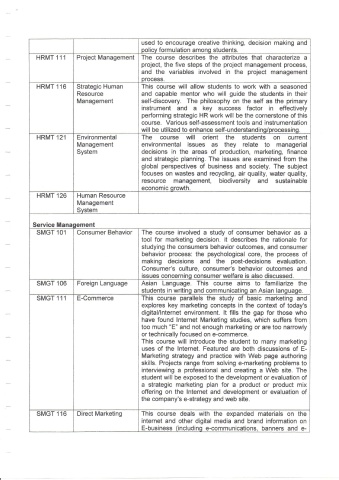 used to encourage creative thinking, decision making and
policy formulation among students.
HRMT 111 Project Management The course describes the attributes that characterize a
project, the five steps of the project management process,
and the variables involved in the project management
process.
HRMT 116 Strategic Human Resource Management This course will allow students to work with a seasoned
and capable mentor who will guide the students in their
self-discovery. The philosophy on the self as the primary
instrument and a key success factor in effectively
performing strategic HR work will be the cornerstone of this
course. Various self-assessment tools and instrumentation
will be utilized to enhance self-understanding/processing.
HRMT 121 Environmental Management System The course will orient the students on current
environmental issues as they relate to managerial
decisions in the areas of production, marketing, finance
and strategic planning. The issues are examined from the
global perspectives of business and society. The subject
focuses on wastes and recycling, air quality, water quality,
resource management, biodiversity and sustainable
economic growth.
HRMT 126 Human Resource
Management
System
Service Management
SMGT 101 Consumer Behavior The course involved a study of consumer behavior as a
tool for marketing decision. It describes the rationale for
studying the consumers behavior outcomes, and consumer
behavior process: the psychological core, the process of
making decisions and the post-decisions evaluation.
Consumer's culture, consumer's behavior outcomes and
issues concerning consumer welfare is also discussed.
SMGT 106 Foreign Language Asian Language. This course aims to familiarize the
students in writing and communicating an Asian language.
SMGT 111 E-Commerce This course parallels the study of basic marketing and
explores key marketing concepts in the context of today's
digital/internet environment. It fills the gap for those who
have found Internet Marketing studies, which suffers from
too much "E" and not enough marketing or are too narrowly
or technically focused on e-commerce.
This course will introduce the student to many marketing
uses of the Internet. Featured are both discussions of E-
Marketing strategy and practice with Web page authoring
skills. Projects range from solving e-marketing problems to
interviewing a professional and creating a Web site. The
student will be exposed to the development or evaluation of
a strategic marketing plan for a product or product mix
offering on the Internet and development or evaluation of
the company's e-strategy and web site.
SMGT 116 Direct Marketing This course deals with the expanded materials on the
internet and other digital media and brand information on
E-business (including e-communications, banners and e-